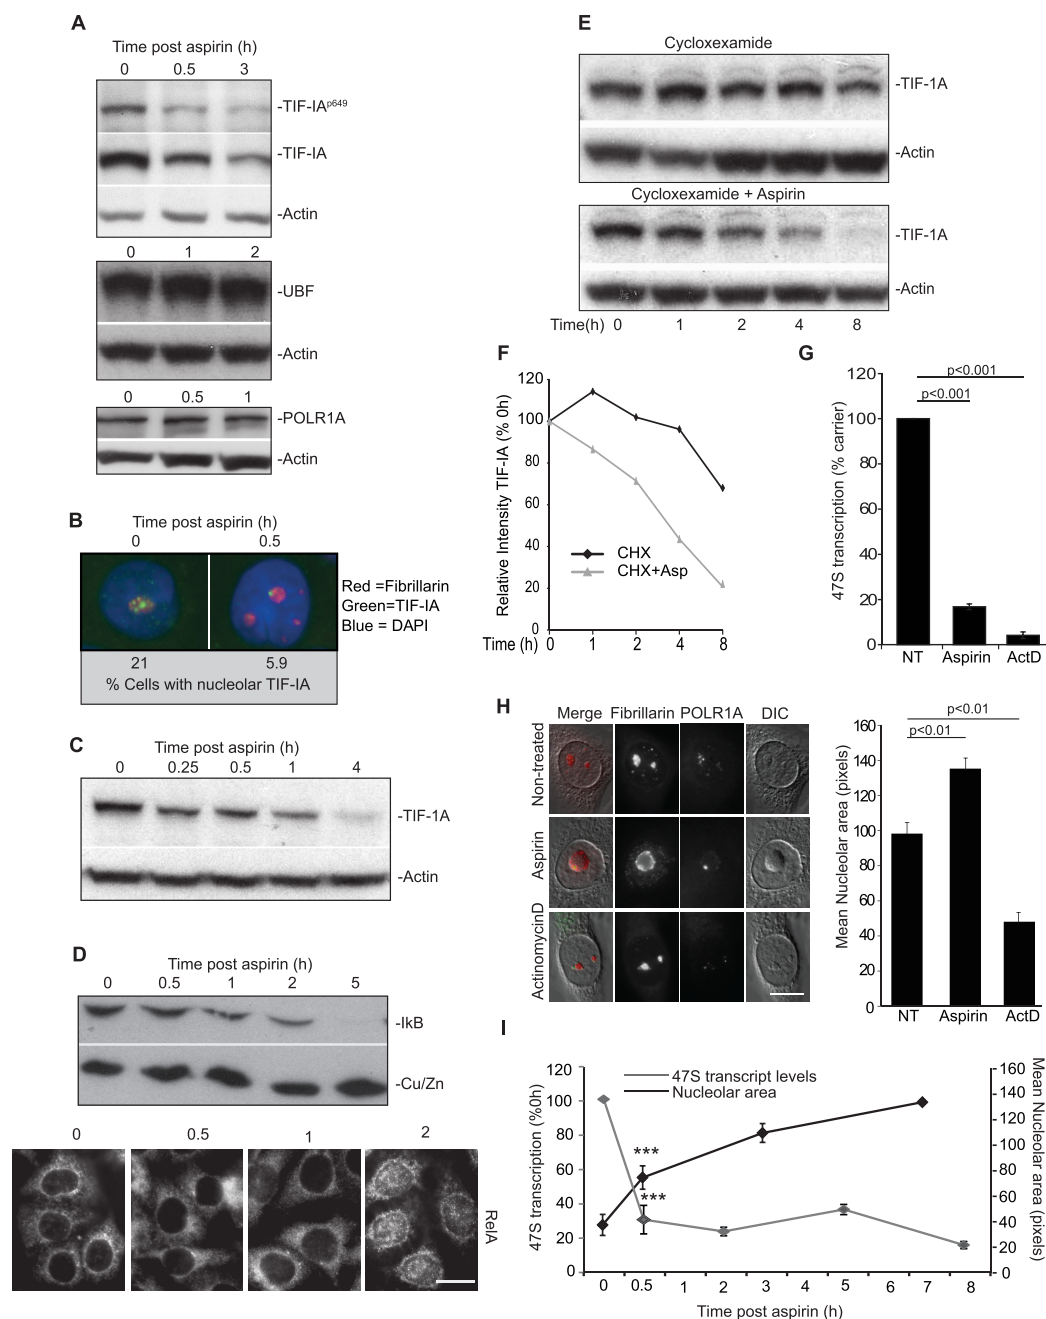 A
Time post aspirin (h)
0 0.5 3
-TIF-IAp649
-TIF-IA
-Actin
0 1 2
-UBF
-Actin
0 0.5 1
-POLR1A
-Actin
B
Time post aspirin (h)
0 0.5
Red =Fibrillarin
Green=TIF-IA
Blue = DAPI
21 5.9
% Cells with nucleolar TIF-IA
C
Time post aspirin (h)
0 0.25 0.5 1 4
-TIF-1A
-Actin
D
Time post aspirin (h)
0 0.5 1 2 5
-IkB
-Cu/Zn
0 0.5 1 2
RelA
E
Cycloxexamide
-TIF-1A
-Actin
Cycloxexamide + Aspirin
-TIF-1A
-Actin
Time(h) 0 1 2 4 8
F
Relative Intensity TIF-IA (% 0h)
120
100
80
60
40
20
0
CHX
CHX+Asp
Time (h) 0 1 2 4 8
G
47S transcription (% carrier)
120
100
80
60
40
20
0
p<0.001
p<0.001
NT Aspirin ActD
H
Merge Fibrillarin POLR1A DIC
Non-treated
Aspirin
ActinomycinD
Mean Nucleolar area (pixels)
160
140
120
100
80
60
40
20
0
p<0.01
p<0.01
NT Aspirin ActD
I
47S transcription (%0h)
120
100
80
60
40
20
0
47S transcript levels
Nucleolar area
***
***
- 160
- 140
- 120
- 100
- 80
- 60
- 40
- 20
- 0
Mean Nucleolar area (pixels)
0 0.5 1 2 3 4 5 6 7 8
Time post aspirin (h)